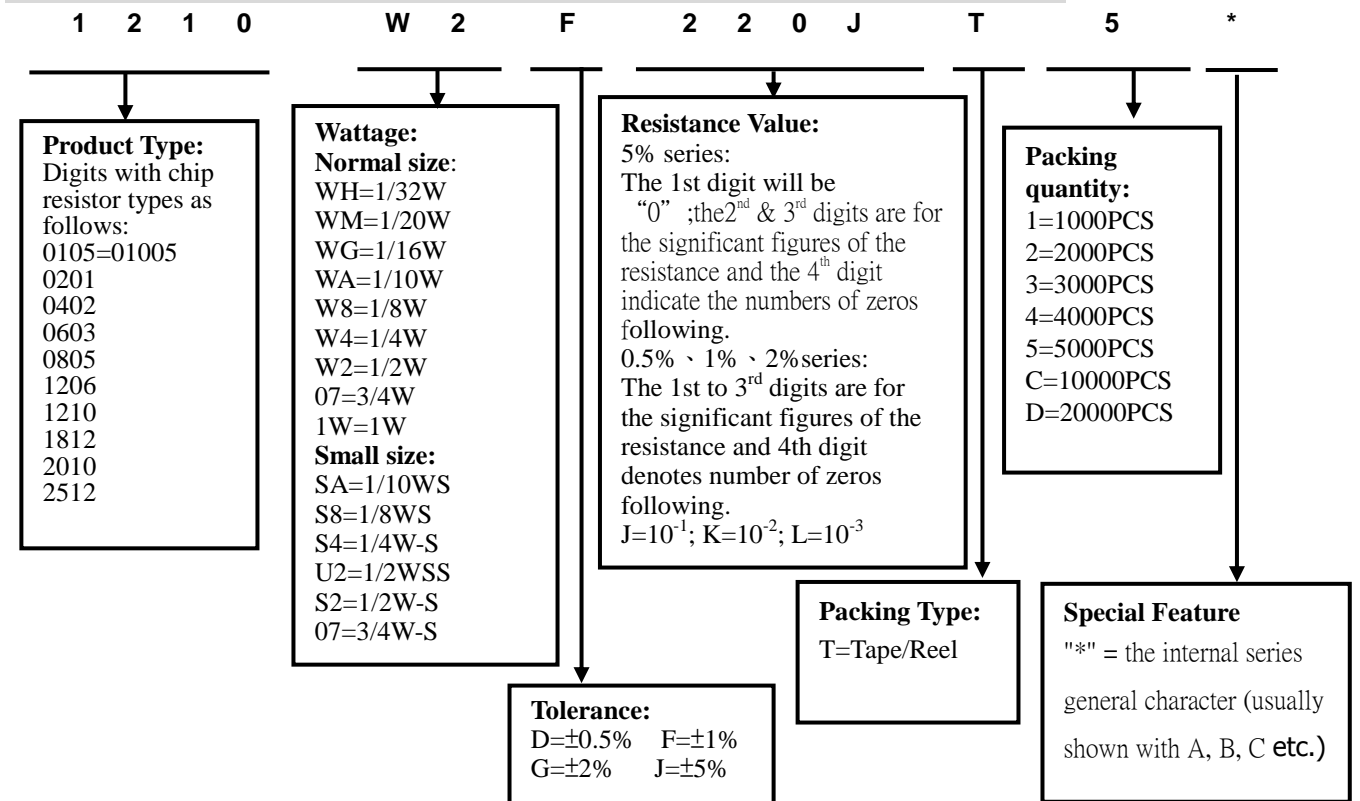 1 2 1 0 W 2 F 2 2 0 J T 5 *
Product Type:
Digits with chip
resistor types as
follows:
0105=01005
0201
0402
0603
0805
1206
1210
1812
2010
2512
Wattage:
Normal size:
WH=1/32W
WM=1/20W
WG=1/16W
WA=1/10W
W8=1/8W
W4=1/4W
W2=1/2W
07=3/4W
1W=1W
Small size:
SA=1/10WS
S8=1/8WS
S4=1/4W-S
U2=1/2WSS
S2=1/2W-S
07=3/4W-S
Resistance Value:
5% series:
The 1st digit will be
“0” ;the2nd & 3rd digits are for
the significant figures of the
resistance and the 4th digit
indicate the numbers of zeros
following.
0.5%、1%、2%series:
The 1st to 3rd digits are for
the significant figures of the
resistance and 4th digit
denotes number of zeros
following.
J=10-1; K=10-2; L=10-3
Packing
quantity:
1=1000PCS
2=2000PCS
3=3000PCS
4=4000PCS
5=5000PCS
C=10000PCS
D=20000PCS
Tolerance:
D=±0.5% F=±1%
G=±2% J=±5%
Packing Type:
T=Tape/Reel
Special Feature
"*" = the internal series
general character (usually
shown with A, B, C etc.)